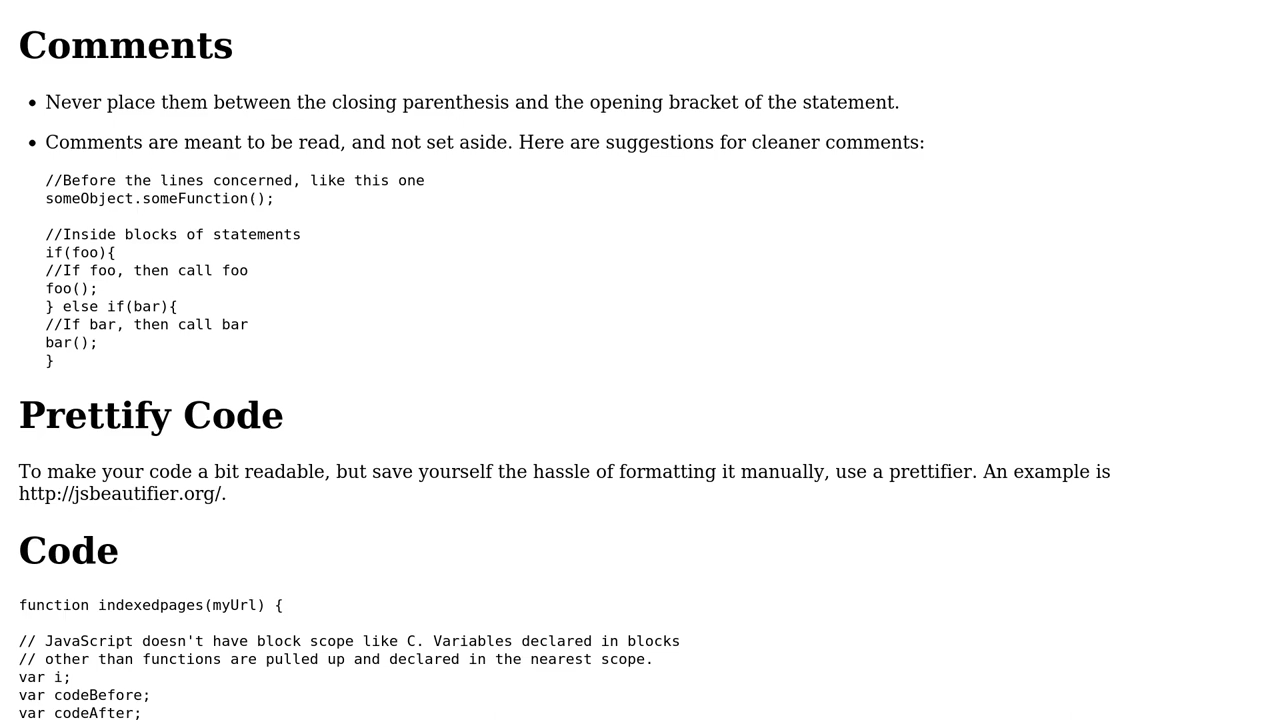 Comments
• Never place them between the closing parenthesis and the opening bracket of the statement.
• Comments are meant to be read, and not set aside. Here are suggestions for cleaner comments:
//Before the lines concerned, like this one
someObject.someFunction();
//Inside blocks of statements
if(foo){
//If foo, then call foo
foo();
} else if(bar){
//If bar, then call bar
bar();
}
Prettify Code
To make your code a bit readable, but save yourself the hassle of formatting it manually, use a prettifier. An example is
http://jsbeautifier.org/.
Code
function indexedpages(myUrl) {
// JavaScript doesn't have block scope like C. Variables declared in blocks
// other than functions are pulled up and declared in the nearest scope.
var i;
var codeBefore;
var codeAfter;